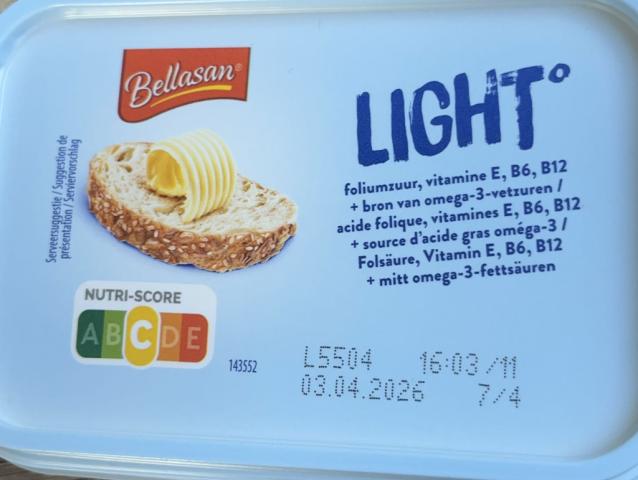 Bellasan®
LIGHT°
foliumzuur, vitamine E, B6, B12
+ bron van omega-3-vetzuren /
acide folique, vitamines E, B6, B12
+ source d'acide gras oméga-3 /
Folsäure, Vitamin E, B6, B12
+ mitt omega-3-fettsäuren
Serveersuggestie / Suggestion de
présentation / Serviervorschlag
NUTRI-SCORE
A B C D E
143552
L5504 16:03 /11
03.04.2026 7/4